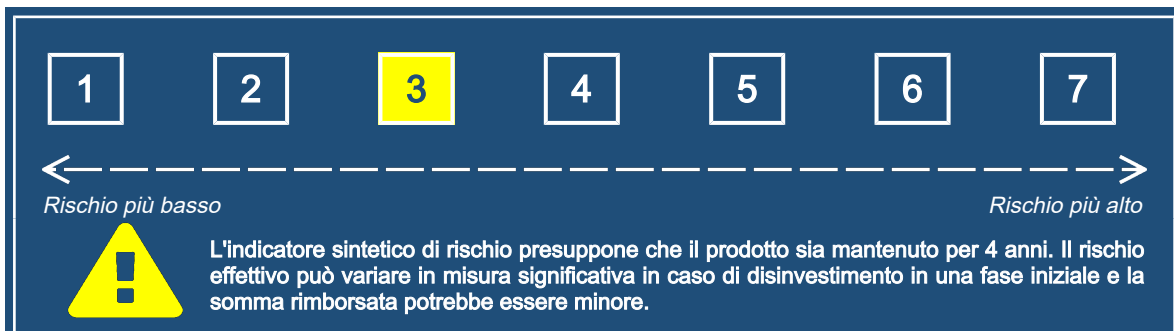 1 2 3 4 5 6 7
Rischio più basso Rischio più alto
L'indicatore sintetico di rischio presuppone che il prodotto sia mantenuto per 4 anni. Il rischio
effettivo può variare in misura significativa in caso di disinvestimento in una fase iniziale e la
somma rimborsata potrebbe essere minore.